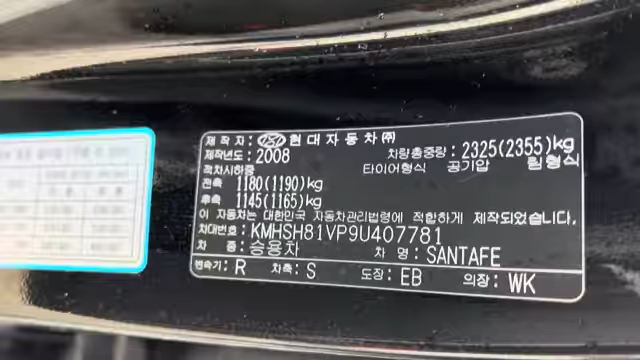 제 작 자: 현대자동차㈜
제작년도: 2008 차량총중량: 2325(2355)kg
적차시하중 타이어형식 공기압 림형식
전축 1180(1190)kg
후축 1145(1165)kg
이 자동차는 대한민국 자동차관리법령에 적합하게 제작되었음.
차대번호: KMHSH81VP9U407781
차 종: 승용차 차 명: SANTAFE
변속기: R 차축: S 도장: EB 의장: WK